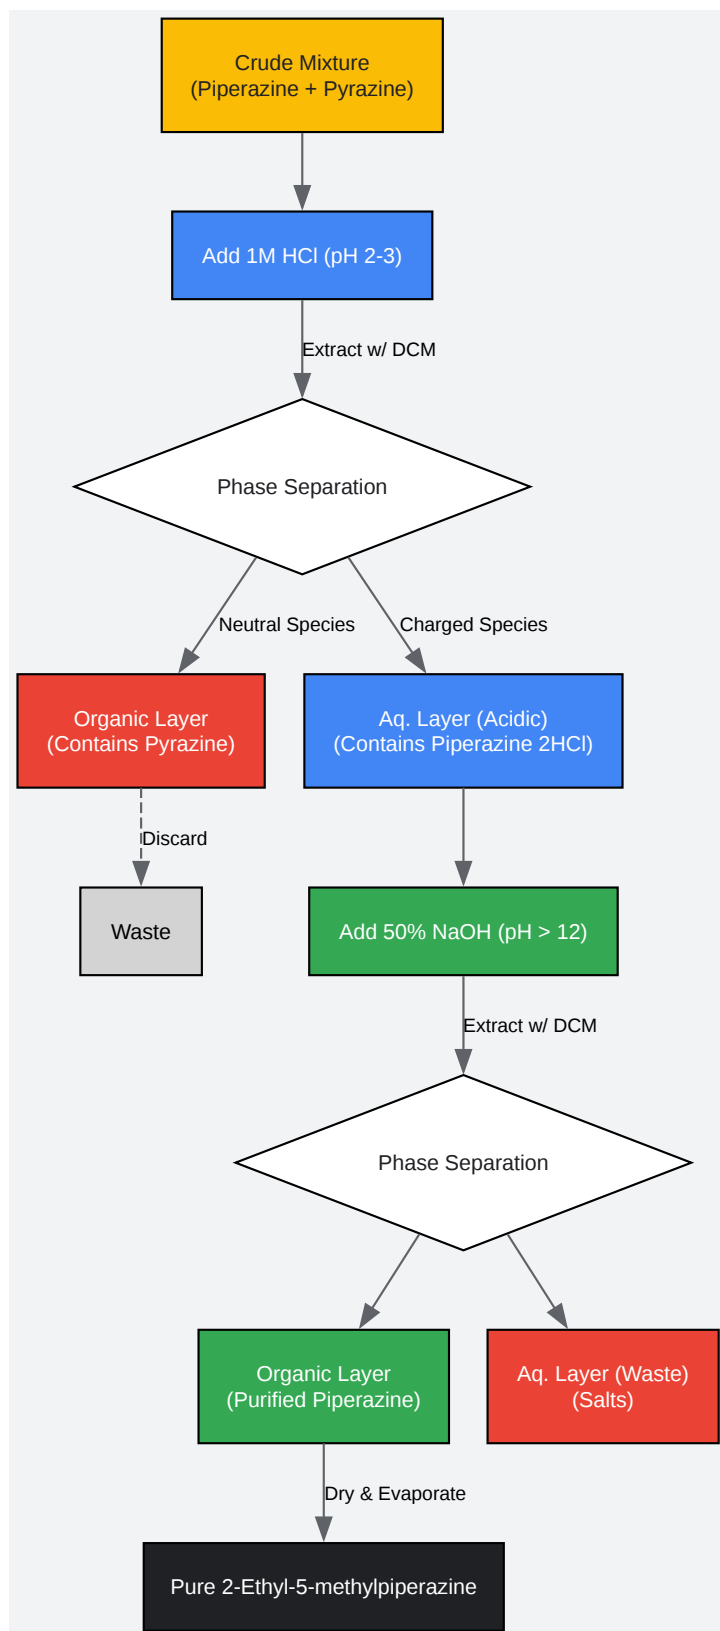 Crude Mixture
(Piperazine + Pyrazine)
Add 1M HCl (pH 2-3)
Extract w/ DCM
Phase Separation
Neutral Species
Charged Species
Organic Layer
(Contains Pyrazine)
Aq. Layer (Acidic)
(Contains Piperazine 2HCl)
Discard
Waste
Add 50% NaOH (pH > 12)
Extract w/ DCM
Phase Separation
Organic Layer
(Purified Piperazine)
Aq. Layer (Waste)
(Salts)
Dry & Evaporate
Pure 2-Ethyl-5-methylpiperazine